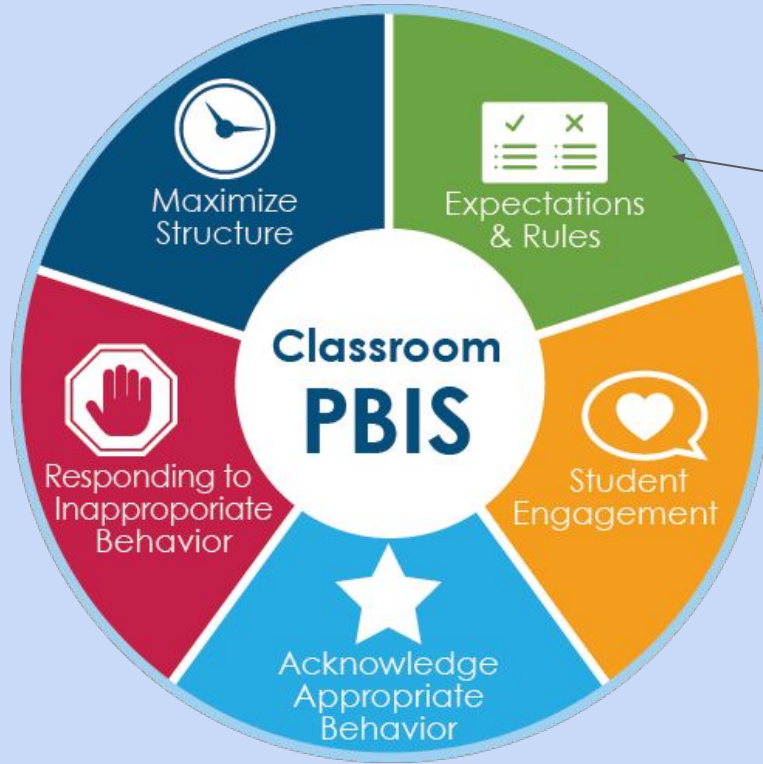 Maximize
Structure
Expectations
& Rules
Classroom
PBIS
Student
Engagement
Responding to
Inapproporiate
Behavior
Acknowledge
Appropriate
Behavior